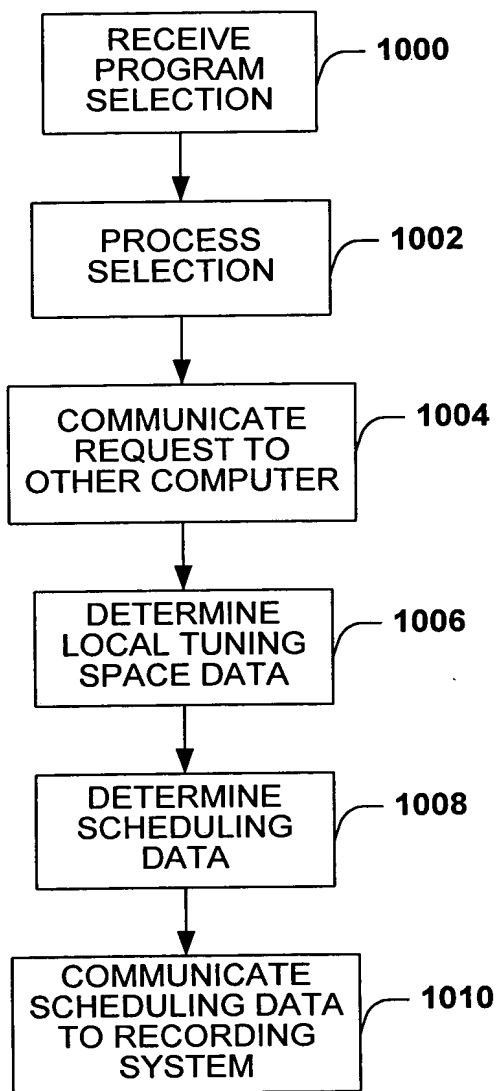 RECEIVE
PROGRAM
SELECTION
1000
PROCESS
SELECTION
1002
COMMUNICATE
REQUEST TO
OTHER COMPUTER
1004
DETERMINE
LOCAL TUNING
SPACE DATA
1006
DETERMINE
SCHEDULING
DATA
1008
COMMUNICATE
SCHEDULING DATA
TO RECORDING
SYSTEM
1010